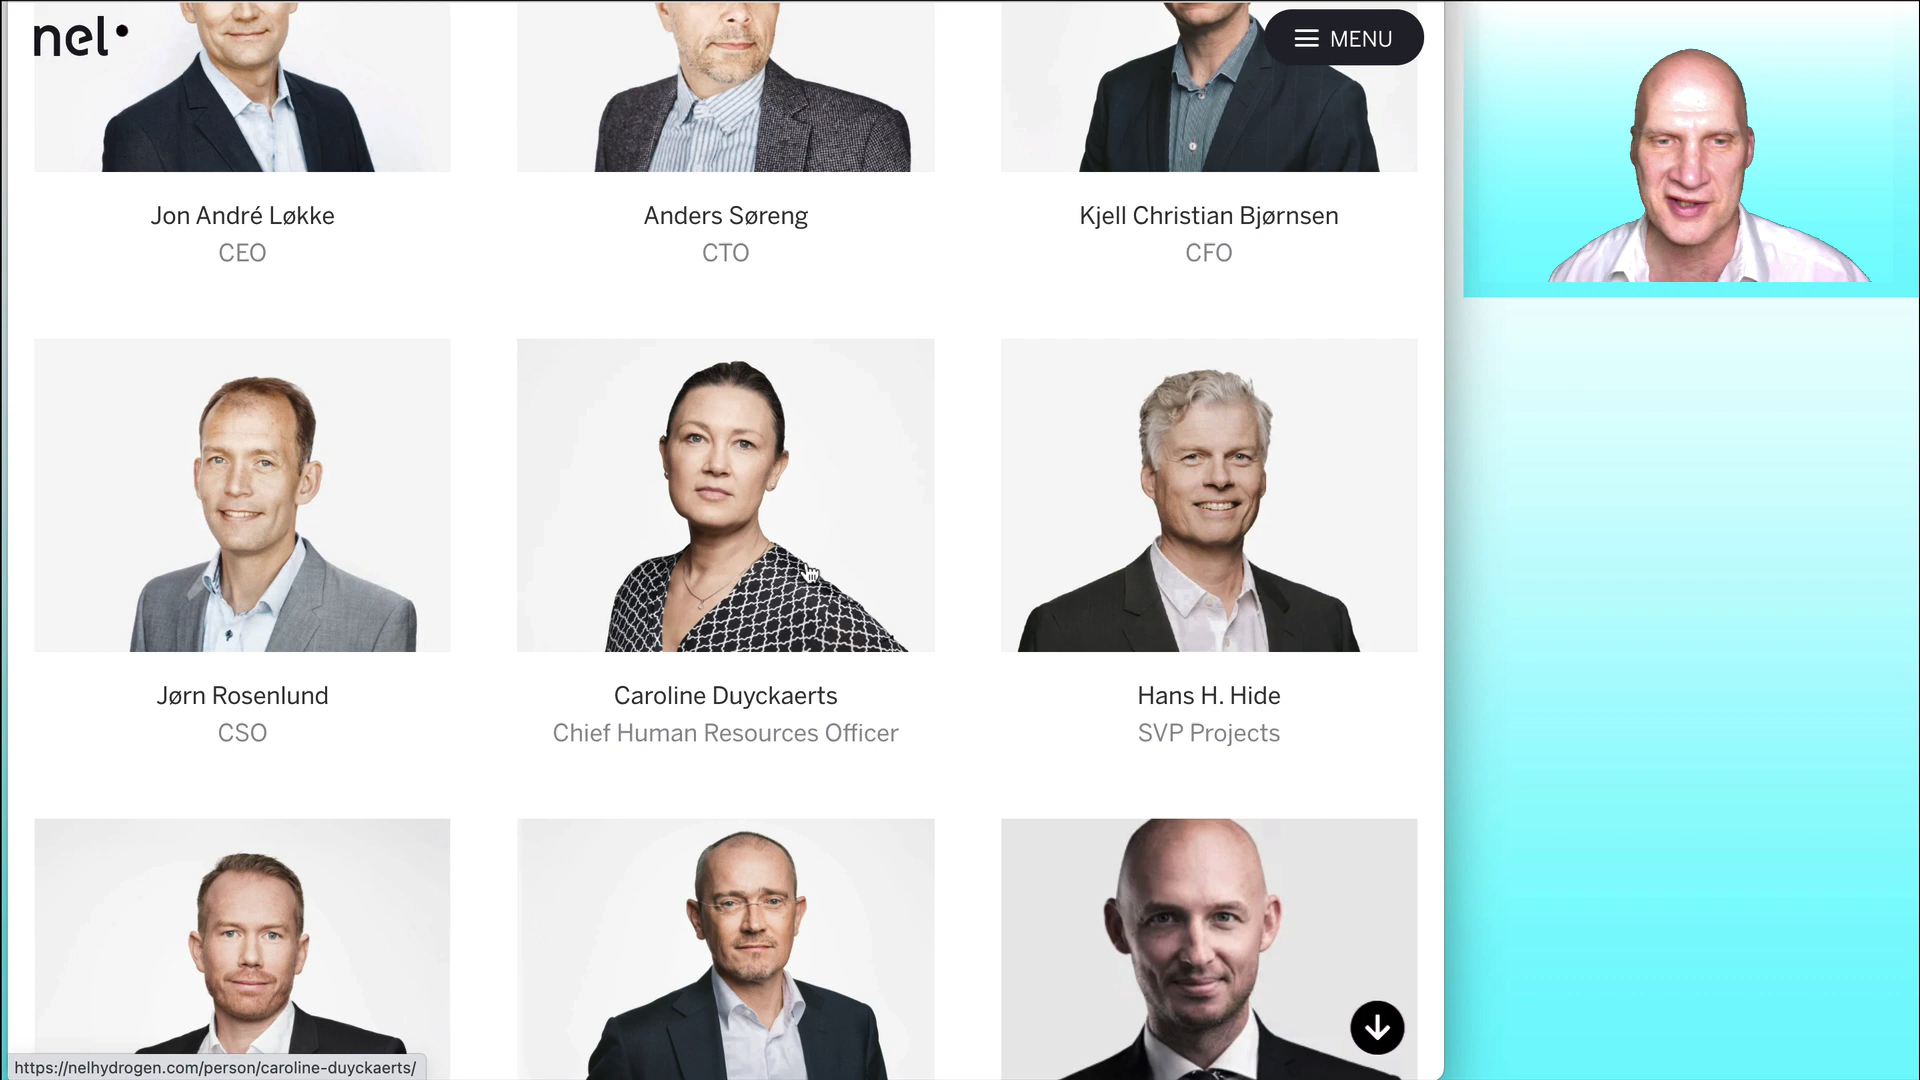 nel
MENU
Jon André Løkke
CEO
Anders Søreng
CTO
Kjell Christian Bjørnsen
CFO
Jørn Rosenlund
CSO
Caroline Duyckaerts
Chief Human Resources Officer
Hans H. Hide
SVP Projects
https://nelhydrogen.com/person/caroline-duyckaerts/